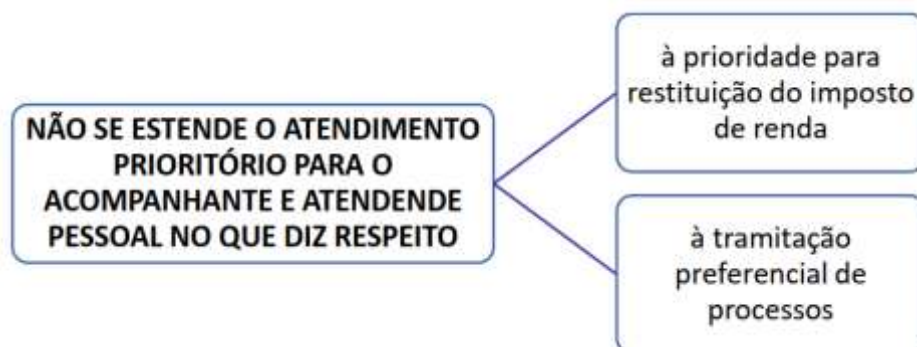 NÃO SE ESTENDE O ATENDIMENTO
PRIORITÓRIO PARA O
ACOMPANHANTE E ATENDENDE
PESSOAL NO QUE DIZ RESPEITO
à prioridade para
restituição do imposto
de renda
à tramitação
preferencial de
processos